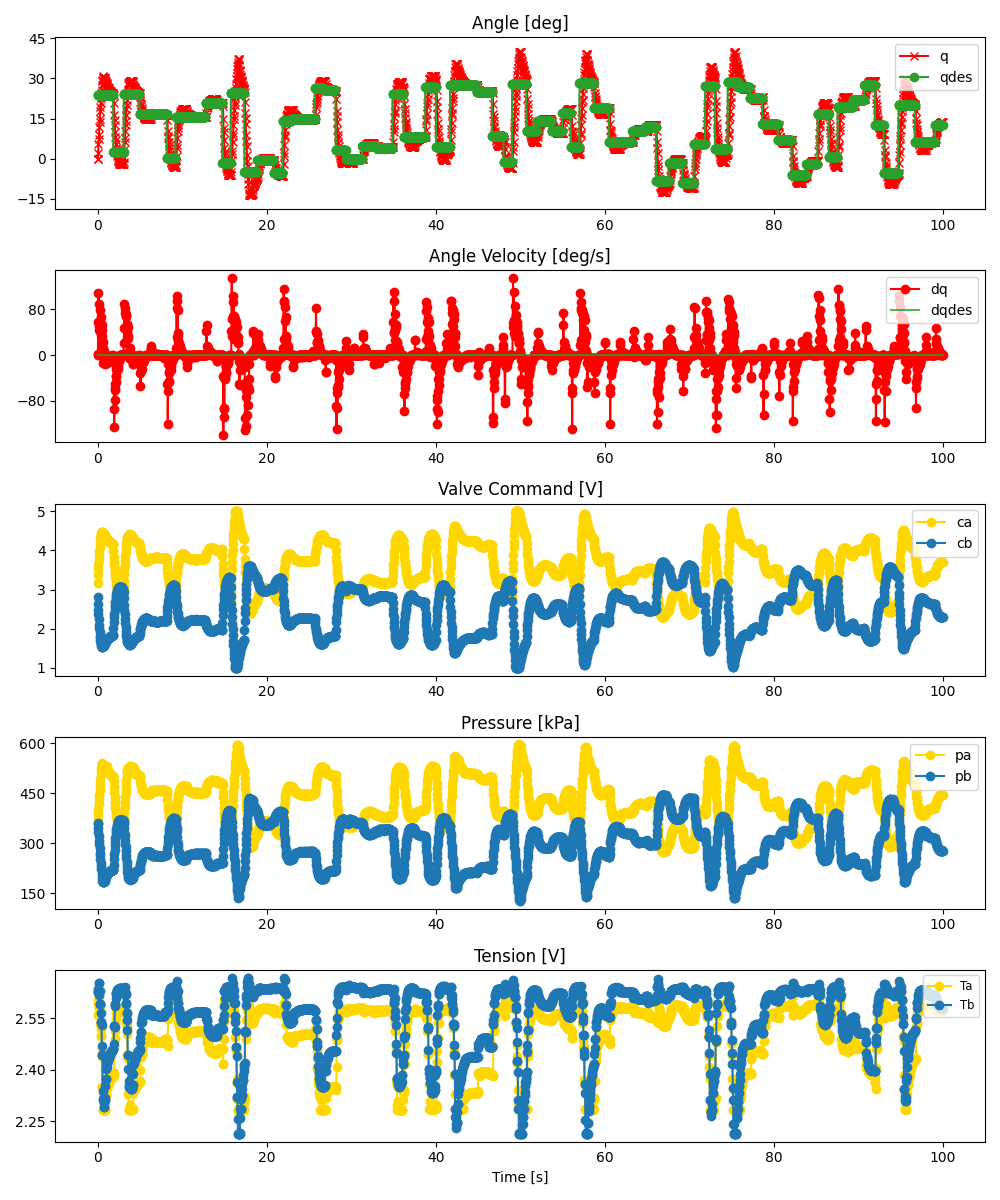 Angle [deg]
45
30
15
0
−15
q
qdes
0 20 40 60 80 100
Angle Velocity [deg/s]
80
0
−80
dq
dqdes
0 20 40 60 80 100
Valve Command [V]
5
4
3
2
1
ca
cb
0 20 40 60 80 100
Pressure [kPa]
600
450
300
150
pa
pb
0 20 40 60 80 100
Tension [V]
2.55
2.40
2.25
Ta
Tb
0 20 40 60 80 100
Time [s]